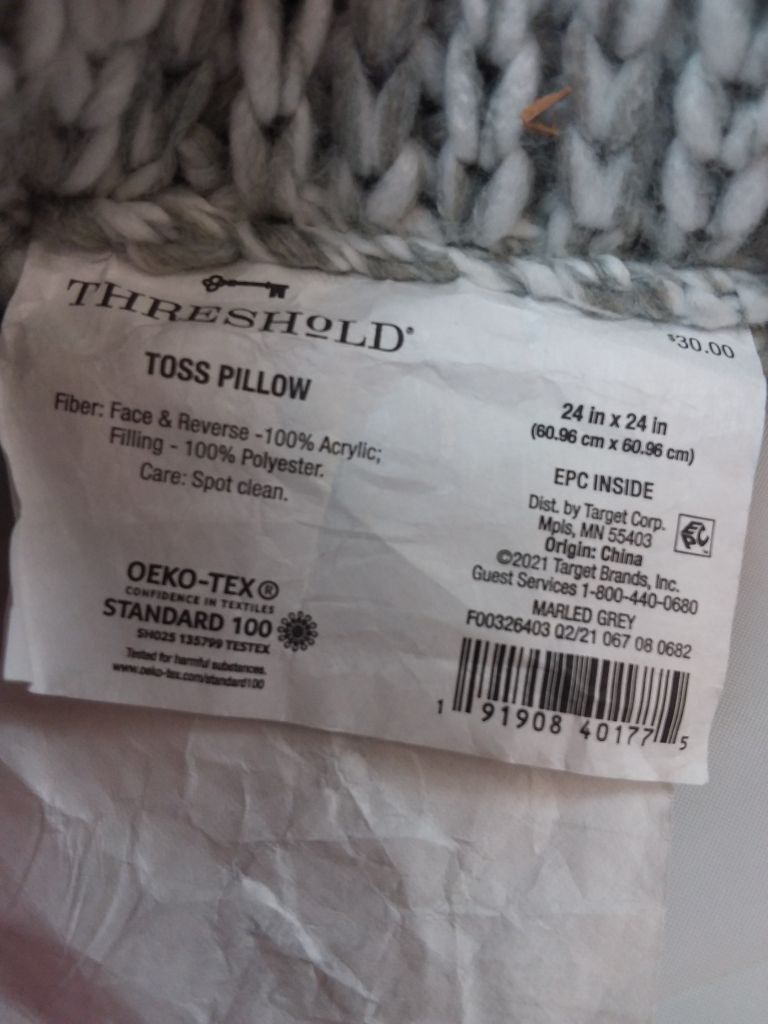 THRESHOLD®
$30.00
TOSS PILLOW
Fiber: Face & Reverse -100% Acrylic;
Filling - 100% Polyester.
Care: Spot clean.
24 in x 24 in
(60.96 cm x 60.96 cm)
EPC INSIDE
Dist. by Target Corp.
Mpls, MN 55403
EPC
Origin: China
©2021 Target Brands, Inc.
Guest Services 1-800-440-0680
MARLED GREY
F00326403 02/21 067 08 0682
OEKO-TEX®
CONFIDENCE IN TEXTILES
STANDARD 100
SH025 135799 TESTEX
Tested for harmful substances.
www.oeko-tex.com/standard100
1 91908 40177 5